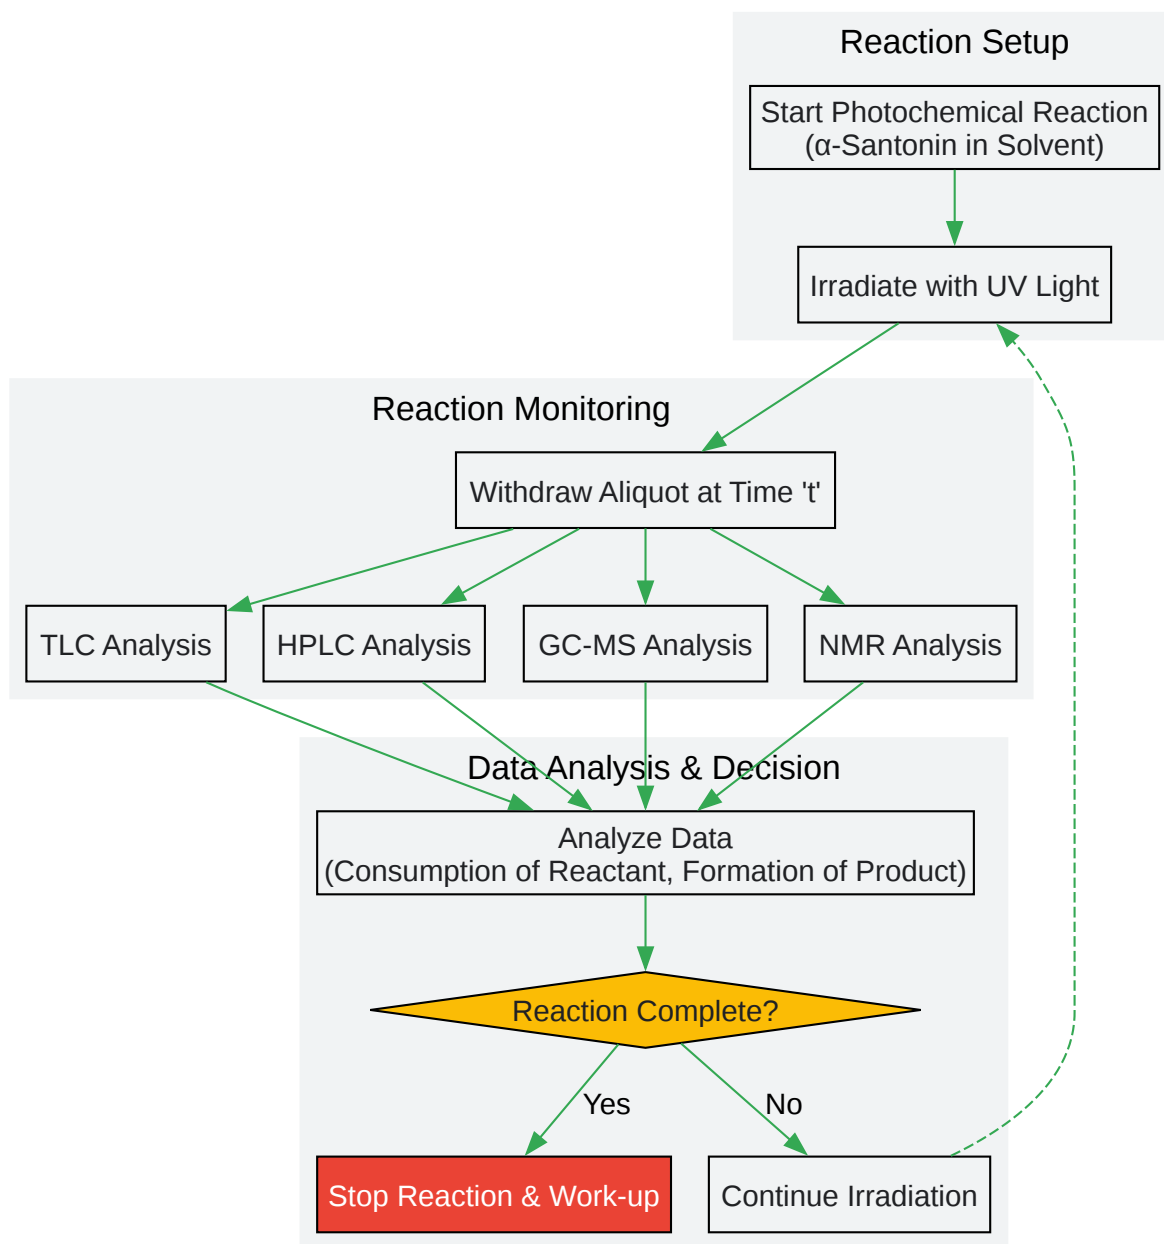 Reaction Setup
Start Photochemical Reaction
(α-Santonin in Solvent)
Irradiate with UV Light
Reaction Monitoring
Withdraw Aliquot at Time 't'
TLC Analysis
HPLC Analysis
GC-MS Analysis
NMR Analysis
Data Analysis & Decision
Analyze Data
(Consumption of Reactant, Formation of Product)
Reaction Complete?
Yes
No
Stop Reaction & Work-up
Continue Irradiation